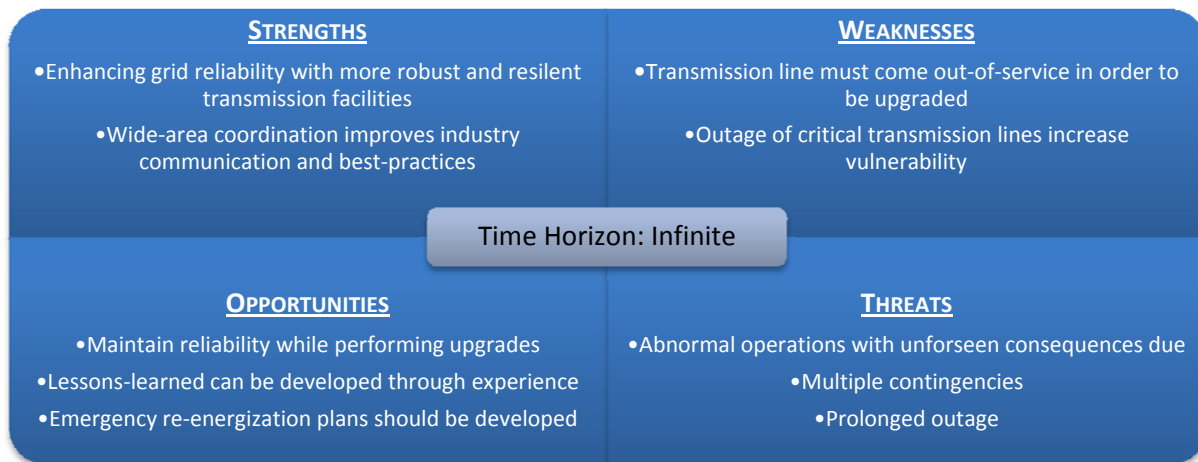 STRENGTHS
•Enhancing grid reliability with more robust and resilent
transmission facilities
•Wide-area coordination improves industry
communication and best-practices
WEAKNESSES
•Transmission line must come out-of-service in order to
be upgraded
•Outage of critical transmission lines increase
vulnerability
Time Horizon: Infinite
OPPORTUNITIES
•Maintain reliability while performing upgrades
•Lessons-learned can be developed through experience
•Emergency re-energization plans should be developed
THREATS
•Abnormal operations with unforseen consequences due
•Multiple contingencies
•Prolonged outage